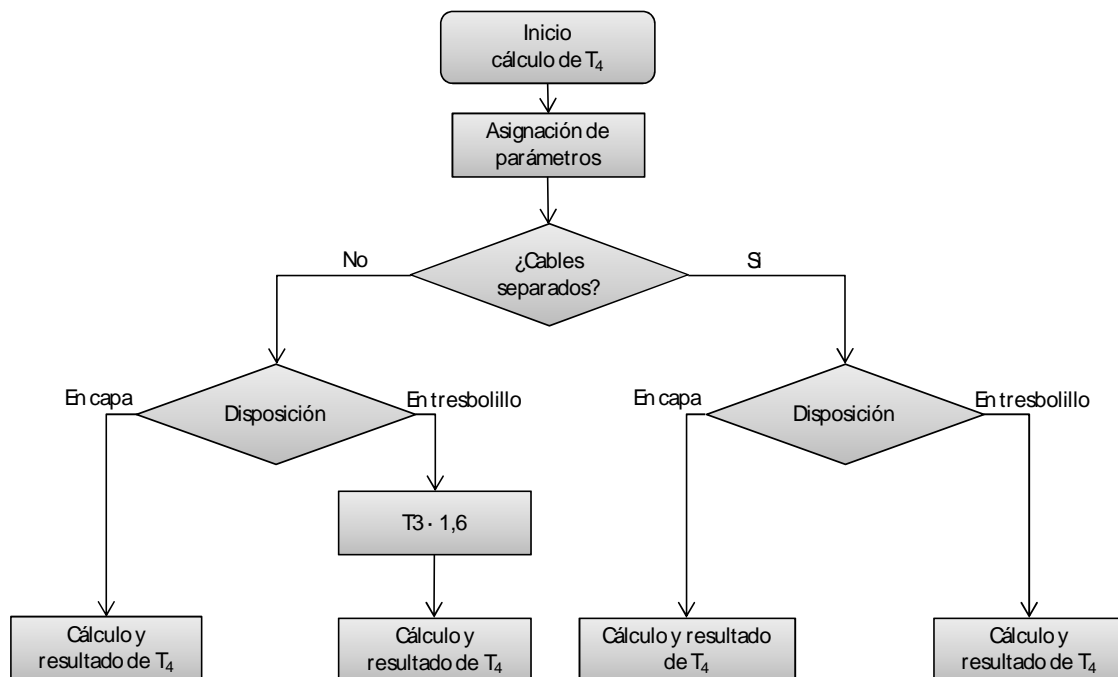 Inicio
cálculo de T₄
Asignación de
parámetros
¿Cables
separados?
No
Sí
En capa
Disposición
En tresbolillo
En capa
Disposición
En tresbolillo
T3 · 1,6
Cálculo y
resultado de T₄
Cálculo y
resultado de T₄
Cálculo y resultado
de T₄
Cálculo y
resultado de T₄